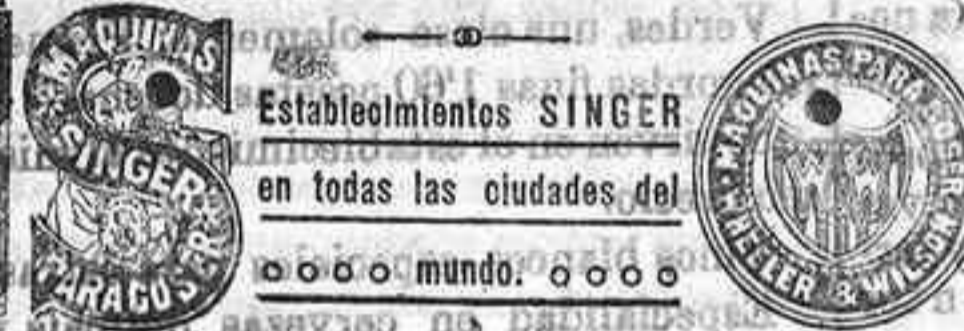 MAQUINAS
SINGER
PARA COSER
Establecimientos SINGER
en todas las ciudades del
o o o o mundo. o o o o
MAQUINAS PARA COSER
WHEELER & WILSON